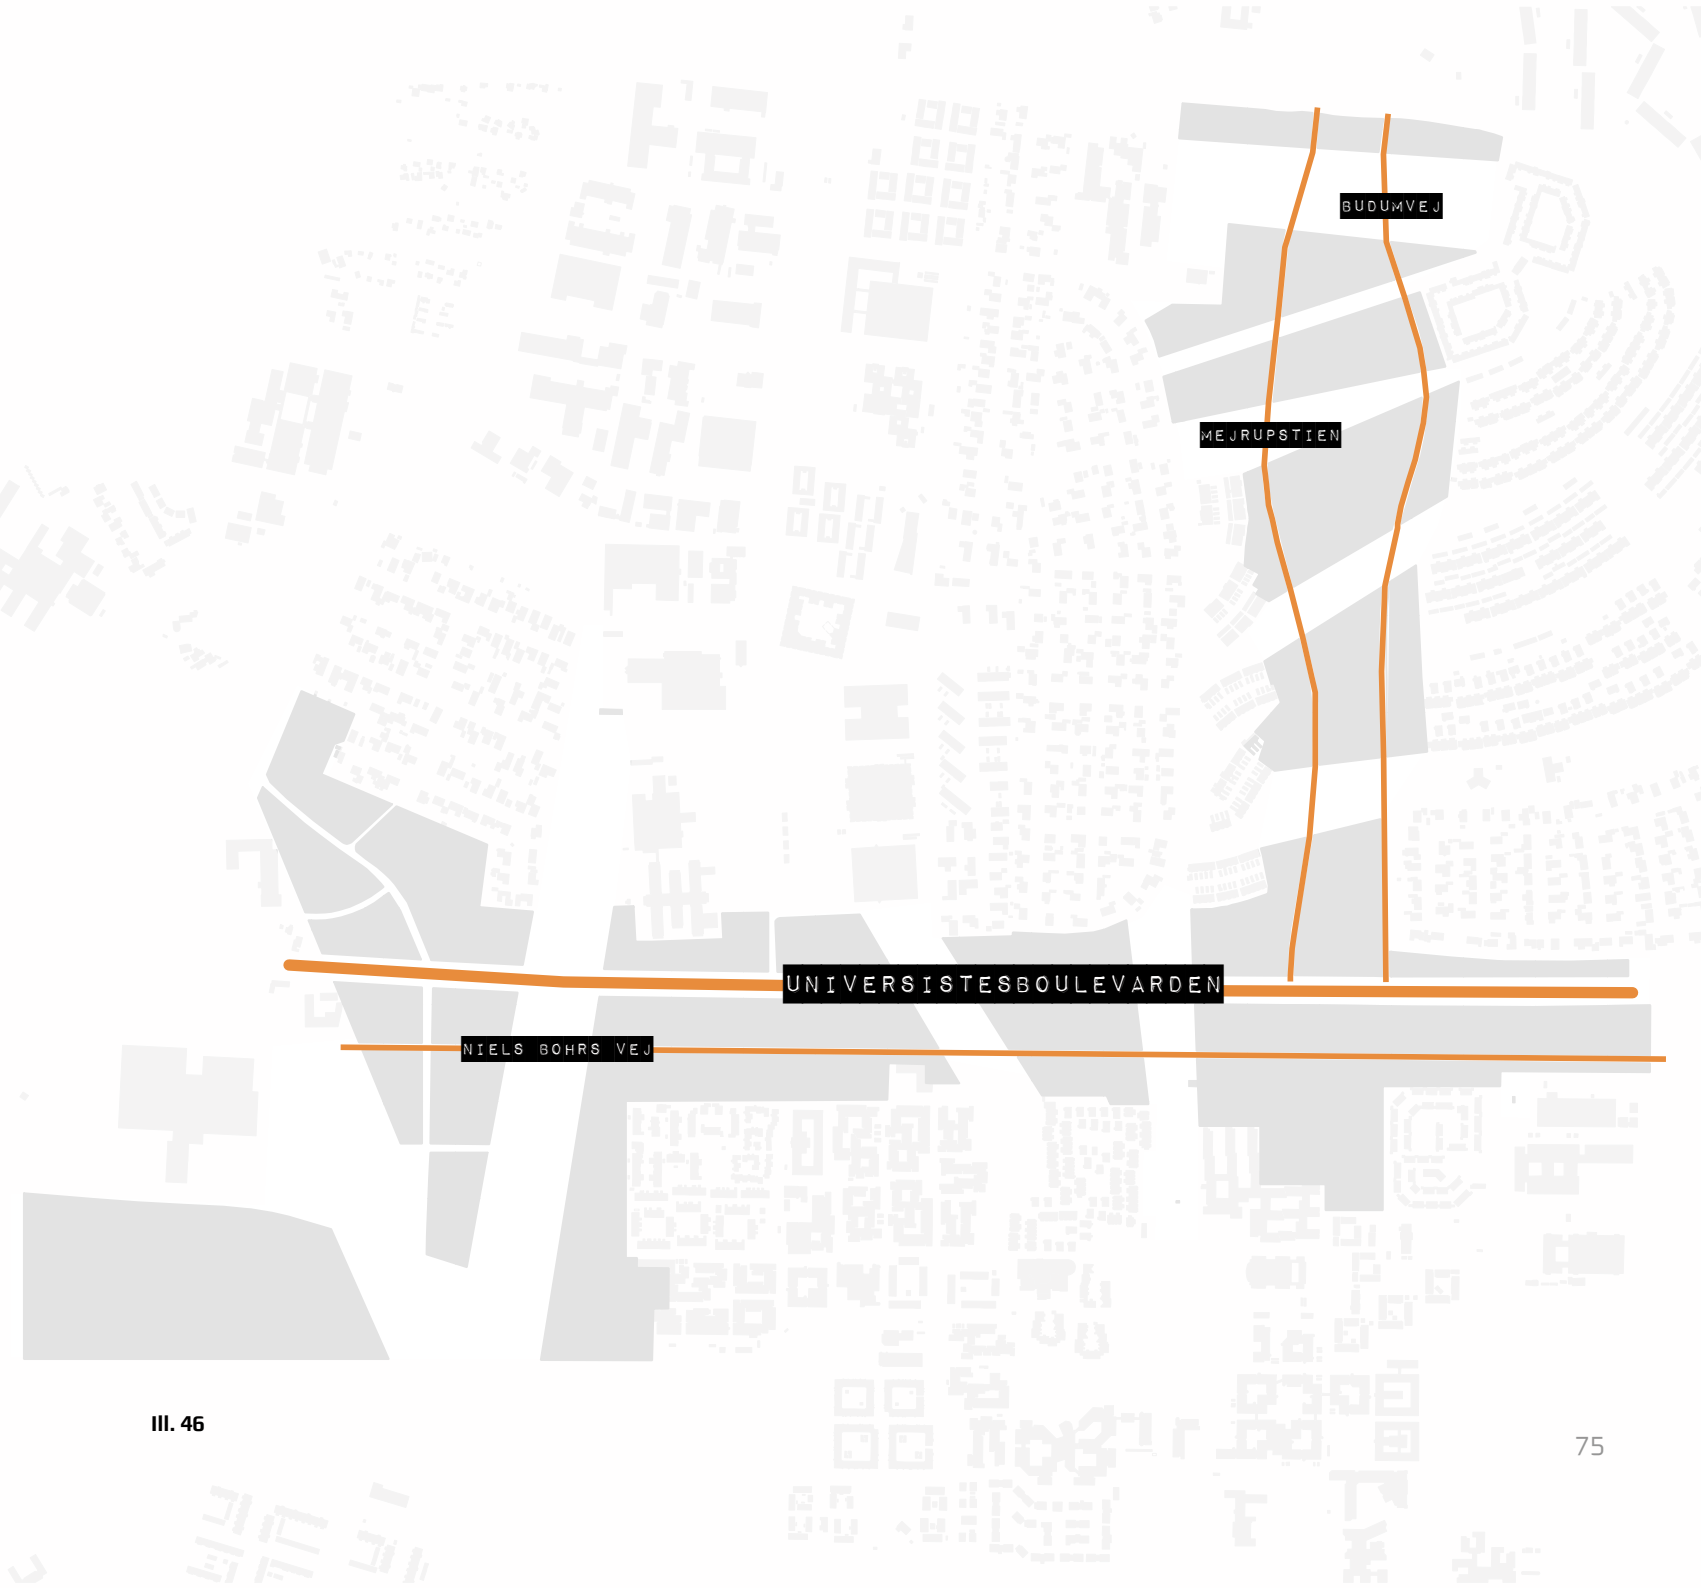 BUDUMVEJ
MEJRUPSTIEN
UNIVERSISTESBOULEVARDEN
NIELS BOHRS VEJ
Ill. 46
75